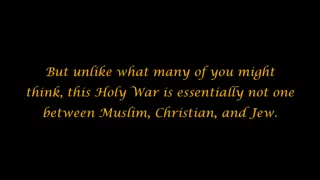 But unlike what many of you might
think, this Holy War is essentially not one
between Muslim, Christian, and Jew.